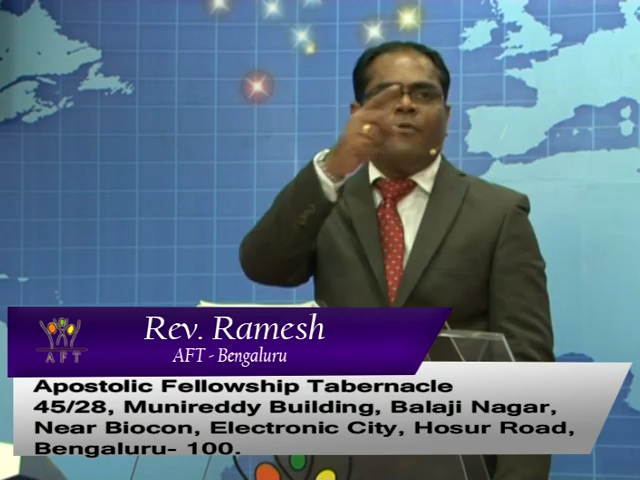 Rev. Ramesh
AFT - Bengaluru
AFT
Apostolic Fellowship Tabernacle
45/28, Munireddy Building, Balaji Nagar,
Near Biocon, Electronic City, Hosur Road,
Bengaluru- 100.